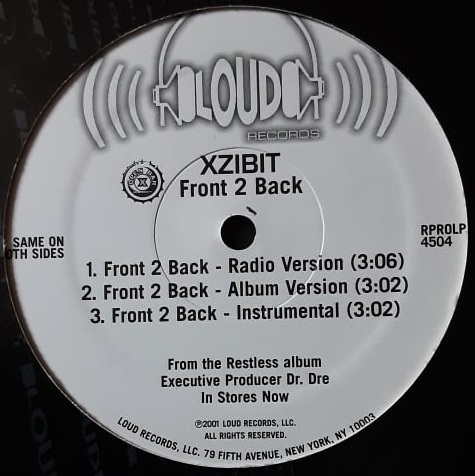 LOUD
RECORDS
XZIBIT
Front 2 Back
SAME ON
BOTH SIDES
RPROLP
4504
1. Front 2 Back - Radio Version (3:06)
2. Front 2 Back - Album Version (3:02)
3. Front 2 Back - Instrumental (3:02)
From the Restless album
Executive Producer Dr. Dre
In Stores Now
℗©2001 LOUD RECORDS, LLC.
ALL RIGHTS RESERVED.
LOUD RECORDS, LLC. 79 FIFTH AVENUE, NEW YORK, NY 10003